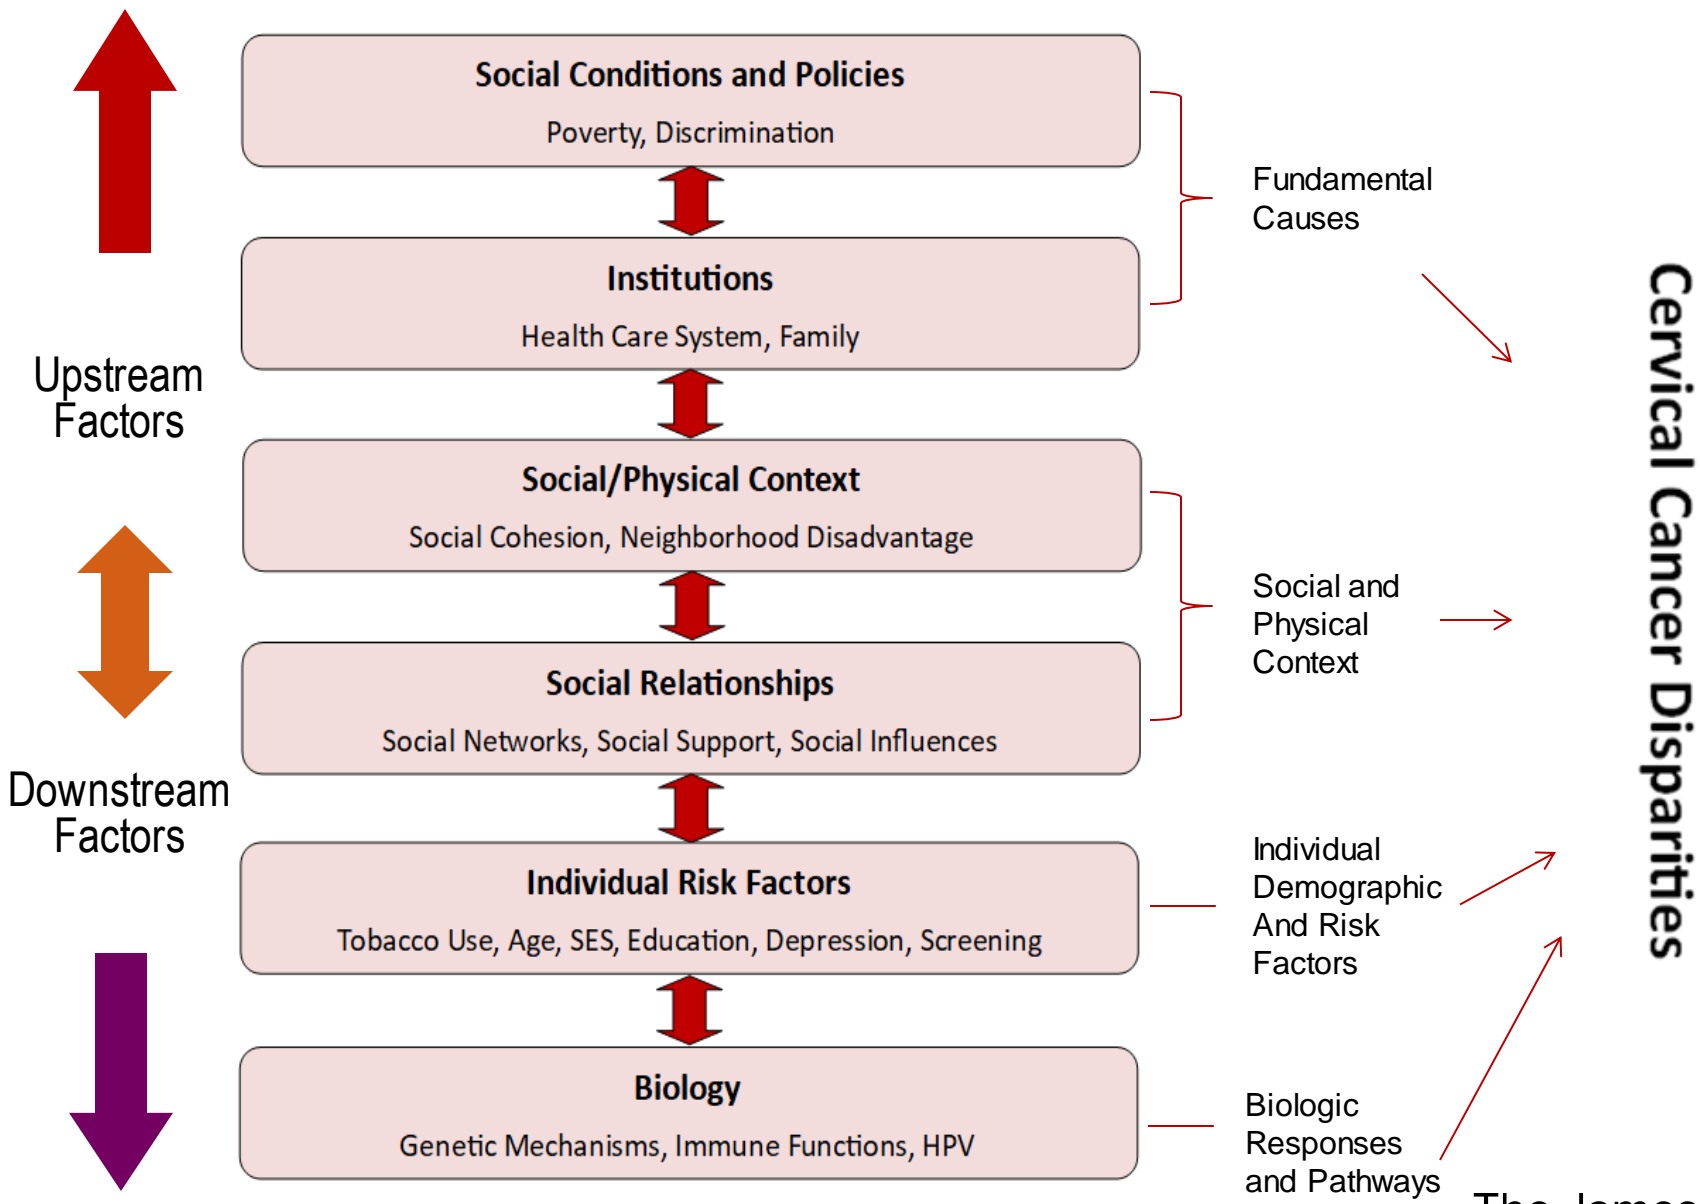 Social Conditions and Policies
Poverty, Discrimination
Fundamental
Causes
Institutions
Health Care System, Family
Upstream
Factors
Social/Physical Context
Social Cohesion, Neighborhood Disadvantage
Social and
Physical
Context
Social Relationships
Social Networks, Social Support, Social Influences
Downstream
Factors
Individual Risk Factors
Tobacco Use, Age, SES, Education, Depression, Screening
Individual
Demographic
And Risk
Factors
Biology
Genetic Mechanisms, Immune Functions, HPV
Biologic
Responses
and Pathways
Cervical Cancer Disparities
The James